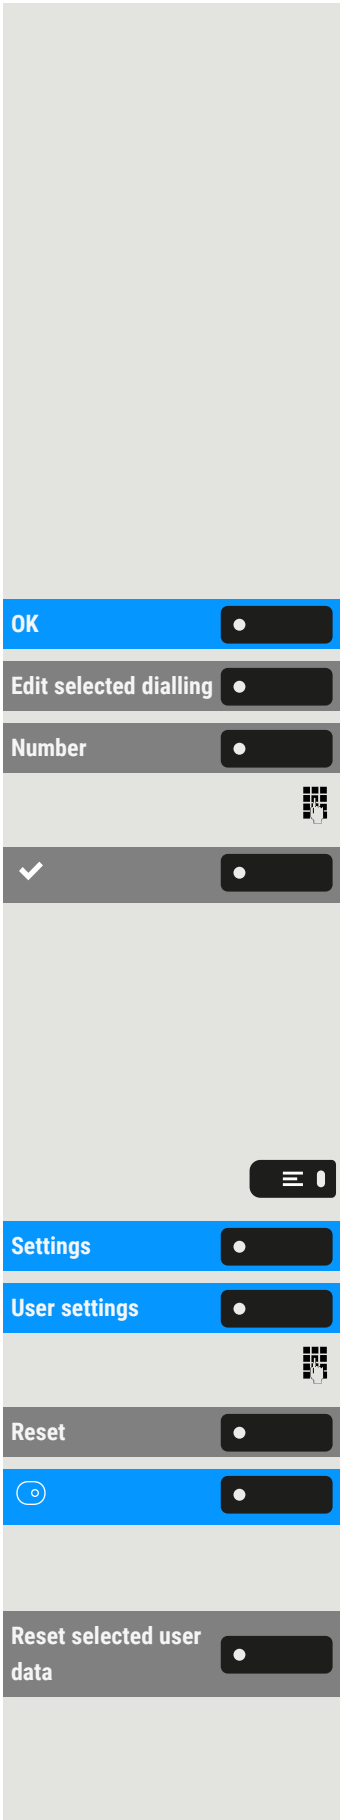 OK
Edit selected dialling
Number
Settings
User settings
Reset
Reset selected user
data